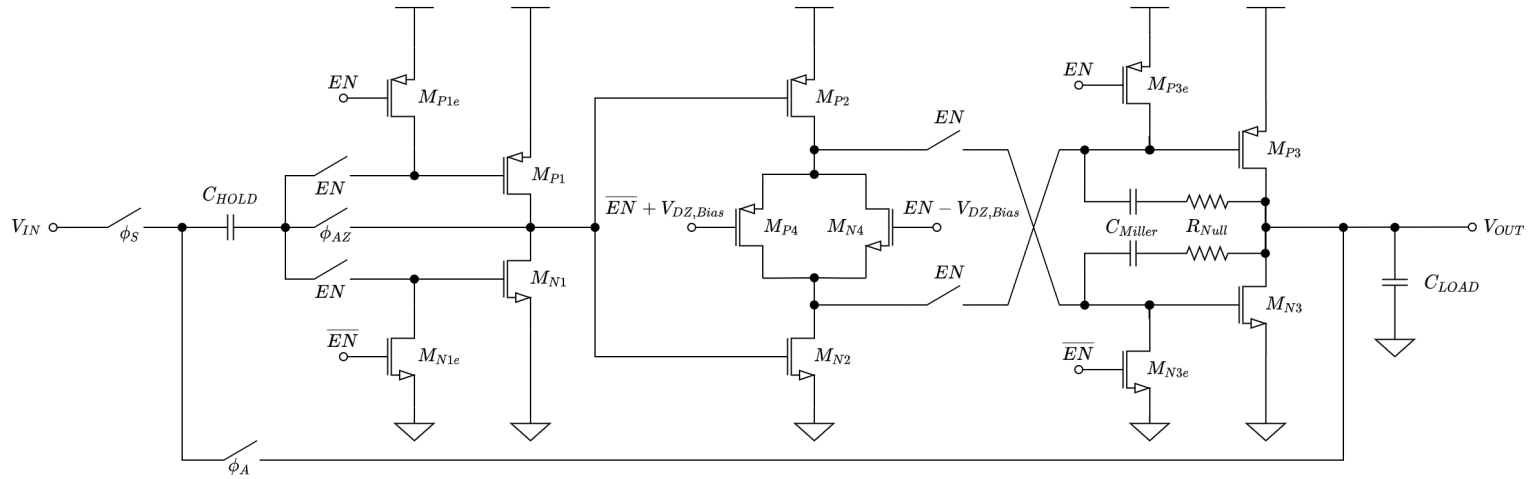 EN
M_{P1e}
M_{P2}
EN
M_{P3e}
EN
M_{P3}
M_{P1}
EN
C_{HOLD}
V_{IN}
ϕ_S
ϕ_{AZ}
\overline{EN} + V_{DZ,Bias}
M_{P4}
M_{N4}
EN − V_{DZ,Bias}
C_{Miller}
R_{Null}
V_{OUT}
EN
M_{N1}
EN
M_{N3}
C_{LOAD}
\overline{EN}
M_{N1e}
M_{N2}
\overline{EN}
M_{N3e}
ϕ_A